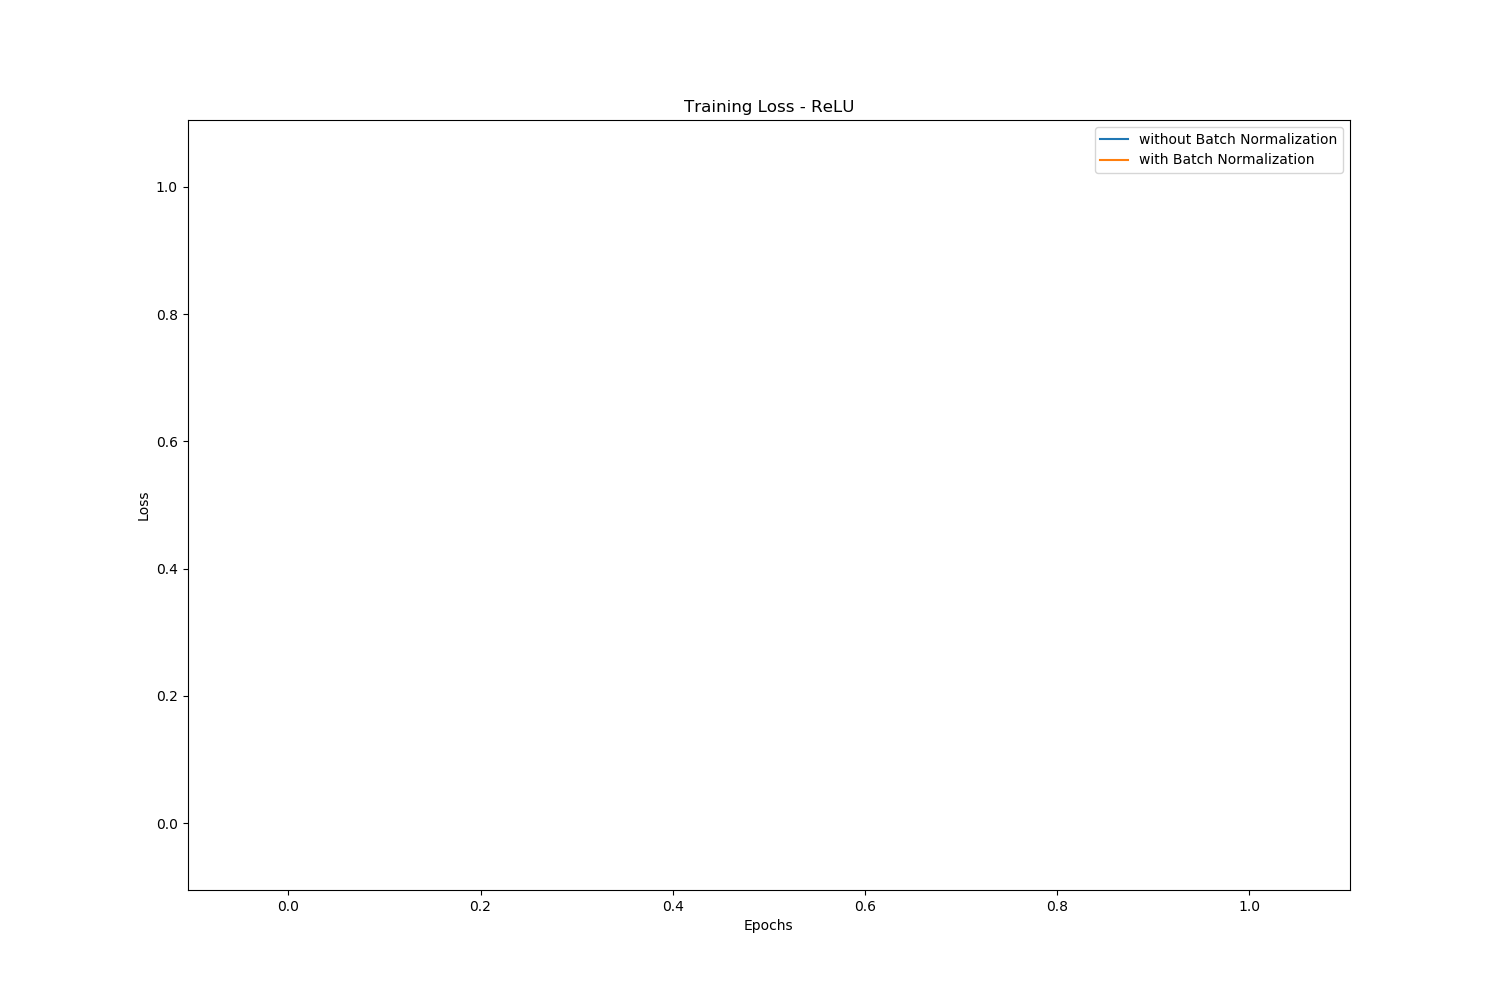 Training Loss - ReLU
without Batch Normalization
with Batch Normalization
1.0
0.8
0.6
0.4
0.2
0.0
Loss
0.0 0.2 0.4 0.6 0.8 1.0
Epochs